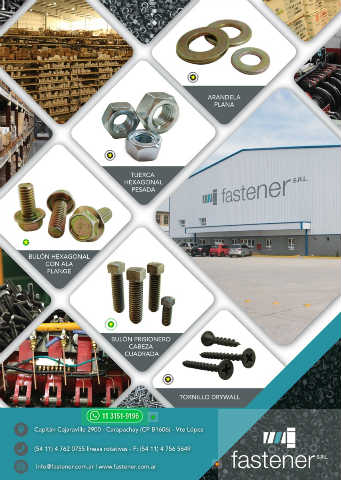 ARANDELA
PLANA
TUERCA
HEXAGONAL
PESADA
fastener S.R.L.
BULÓN HEXAGONAL
CON ALA
FLANGE
BULÓN PRISIONERO
CABEZA
CUADRADA
TORNILLO DRYWALL
11 3151-9196
Capitán Cajaraville 2900 - Carapachay (CP B1606) - Vte López
(54 11) 4 762 0755 líneas rotativas - F: (54 11) 4 756 5649
info@fastener.com.ar | www.fastener.com.ar
fastener S.R.L.